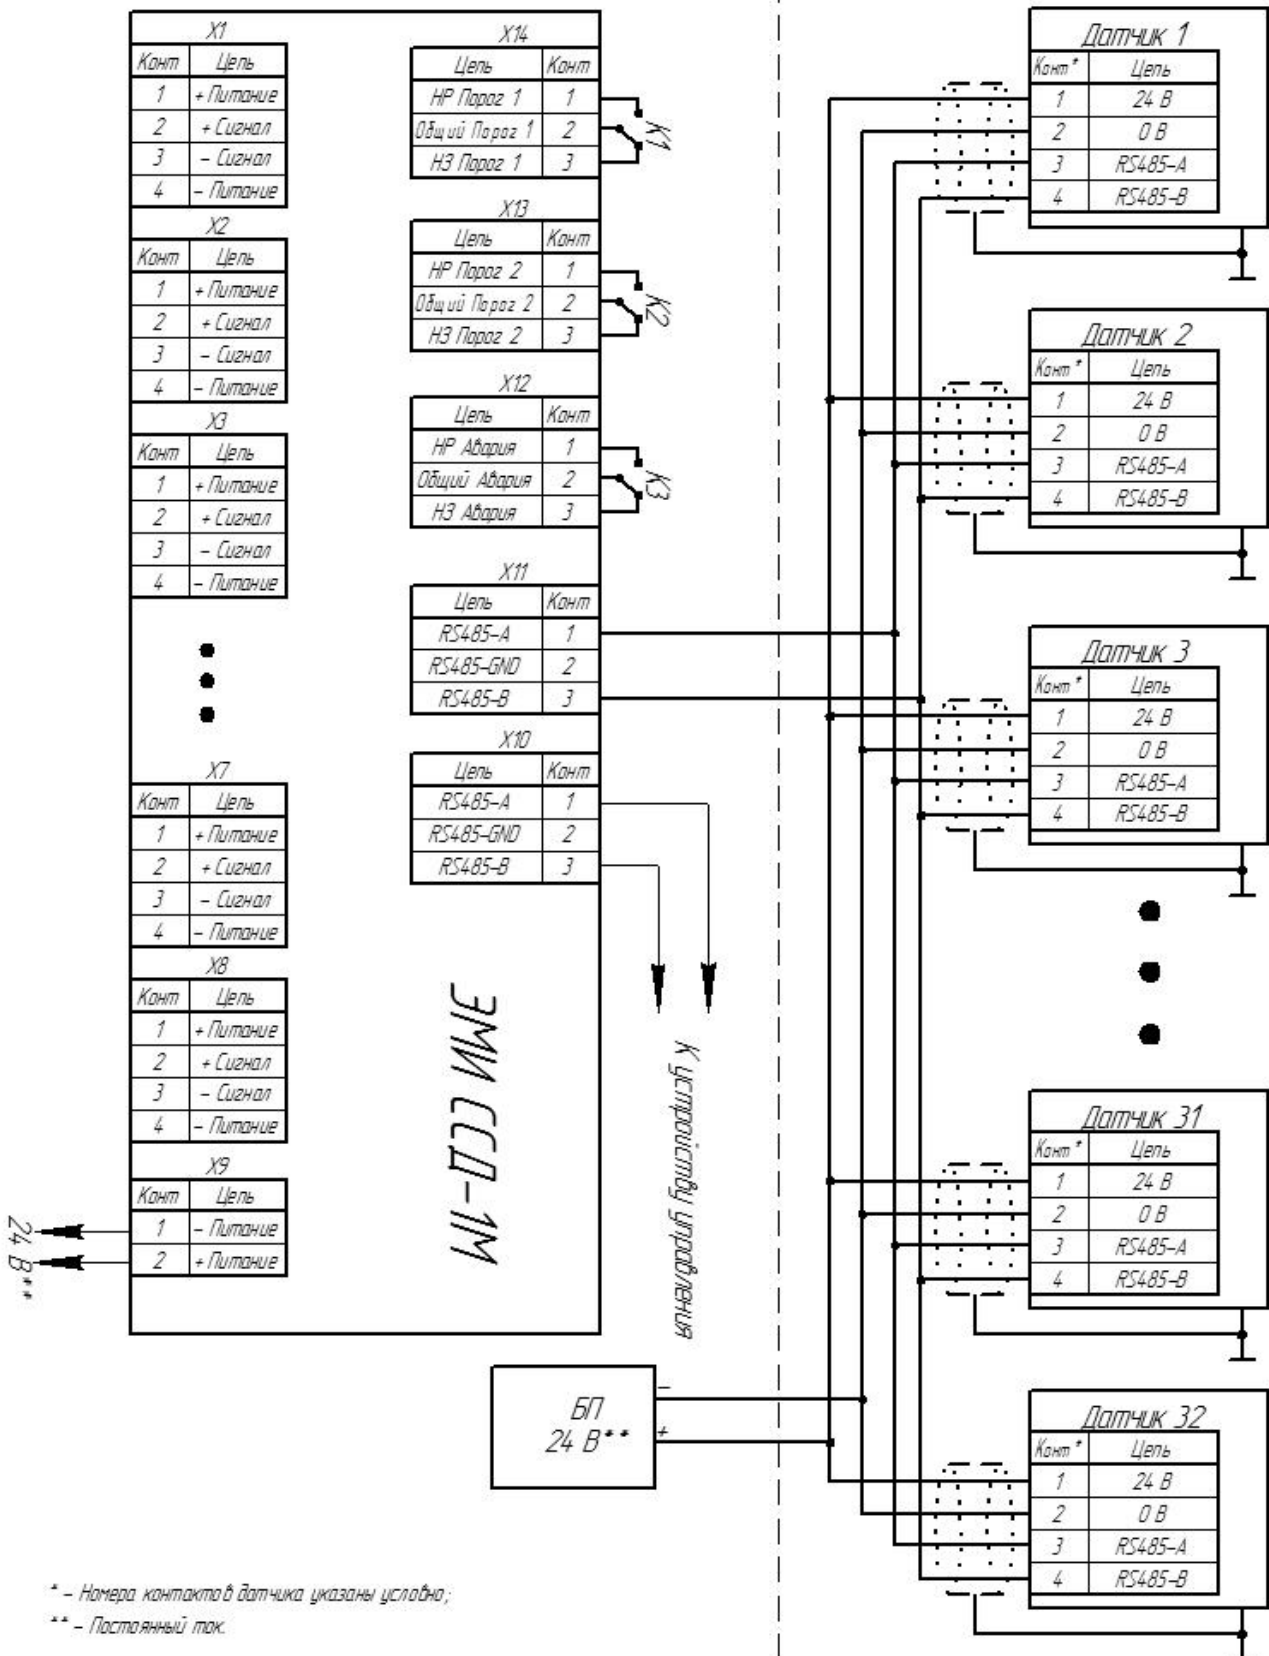 X1
Конт Цепь
1 + Питание
2 + Сигнал
3 – Сигнал
4 – Питание
X2
Конт Цепь
1 + Питание
2 + Сигнал
3 – Сигнал
4 – Питание
X3
Конт Цепь
1 + Питание
2 + Сигнал
3 – Сигнал
4 – Питание
X7
Конт Цепь
1 + Питание
2 + Сигнал
3 – Сигнал
4 – Питание
X8
Конт Цепь
1 + Питание
2 + Сигнал
3 – Сигнал
4 – Питание
X9
Конт Цепь
1 – Питание
2 + Питание
24 В**
X14
Цепь Конт
НР Порог 1 1
Общий Порог 1 2
НЗ Порог 1 3
К1
X13
Цепь Конт
НР Порог 2 1
Общий Порог 2 2
НЗ Порог 2 3
К2
X12
Цепь Конт
НР Авария 1
Общий Авария 2
НЗ Авария 3
К3
X11
Цепь Конт
RS485-A 1
RS485-GND 2
RS485-B 3
X10
Цепь Конт
RS485-A 1
RS485-GND 2
RS485-B 3
ЭМИ ССД-1М
К устройству управления
БП
24 В**
–
+
Датчик 1
Конт* Цепь
1 24 В
2 0 В
3 RS485-A
4 RS485-B
Датчик 2
Конт* Цепь
1 24 В
2 0 В
3 RS485-A
4 RS485-B
Датчик 3
Конт* Цепь
1 24 В
2 0 В
3 RS485-A
4 RS485-B
Датчик 31
Конт* Цепь
1 24 В
2 0 В
3 RS485-A
4 RS485-B
Датчик 32
Конт* Цепь
1 24 В
2 0 В
3 RS485-A
4 RS485-B
* – Номера контактов датчика указаны условно;
** – Постоянный ток.